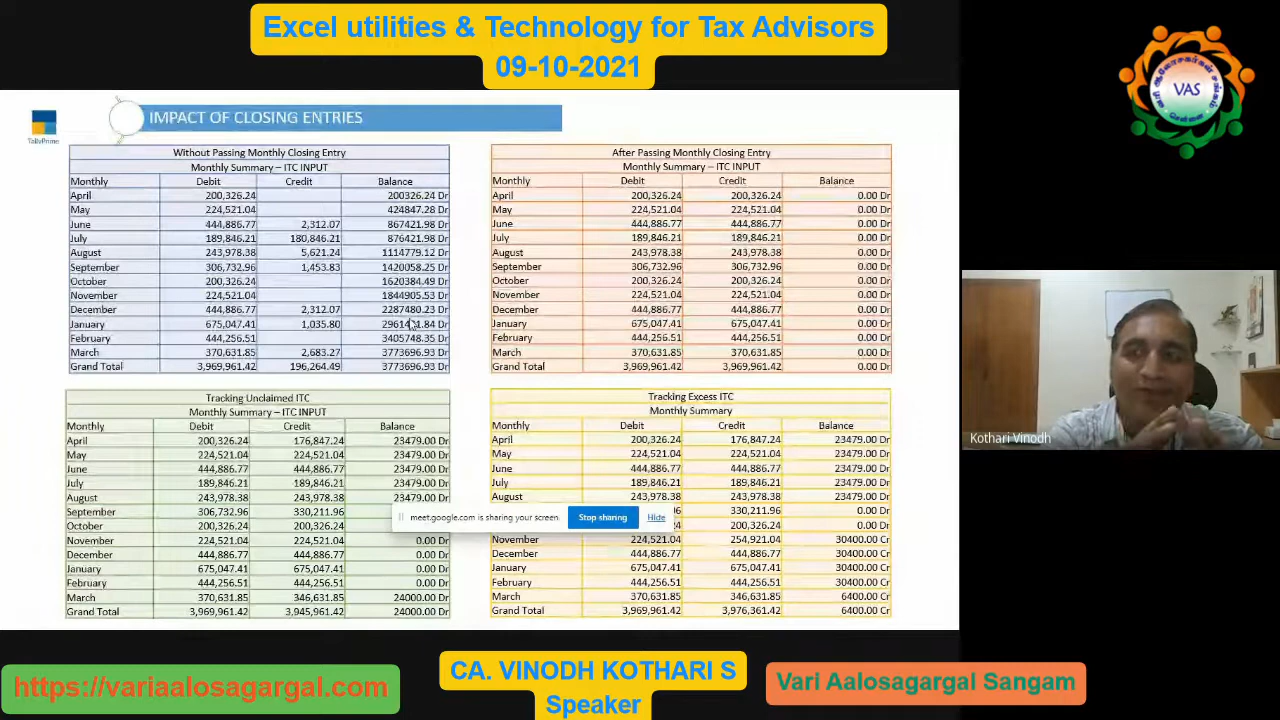 Excel utilities & Technology for Tax Advisors
09-10-2021
VAS
TallyPrime
IMPACT OF CLOSING ENTRIES
Without Passing Monthly Closing Entry
Monthly Summary – ITC INPUT
Monthly Debit Credit Balance
April 200,326.24 200326.24 Dr
May 224,521.04 424847.28 Dr
June 444,886.77 2,312.07 867421.98 Dr
July 189,846.21 180,846.21 876421.98 Dr
August 243,978.38 5,621.24 1114779.12 Dr
September 306,732.96 1,453.83 1420058.25 Dr
October 200,326.24 1620384.49 Dr
November 224,521.04 1844905.53 Dr
December 444,886.77 2,312.07 2287480.23 Dr
January 675,047.41 1,035.80 Dr
February 444,256.51 3405748.35 Dr
March 370,631.85 2,683.27 3773696.93 Dr
Grand Total 3,969,961.42 196,264.49 3773696.93 Dr
After Passing Monthly Closing Entry
Monthly Summary – ITC INPUT
Monthly Debit Credit Balance
April 200,326.24 200,326.24 0.00 Dr
May 224,521.04 224,521.04 0.00 Dr
June 444,886.77 444,886.77 0.00 Dr
July 189,846.21 189,846.21 0.00 Dr
August 243,978.38 243,978.38 0.00 Dr
September 306,732.96 306,732.96 0.00 Dr
October 200,326.24 200,326.24 0.00 Dr
November 224,521.04 224,521.04 0.00 Dr
December 444,886.77 444,886.77 0.00 Dr
January 675,047.41 675,047.41 0.00 Dr
February 444,256.51 444,256.51 0.00 Dr
March 370,631.85 370,631.85 0.00 Dr
Grand Total 3,969,961.42 3,969,961.42 0.00 Dr
Tracking Unclaimed ITC
Monthly Summary – ITC INPUT
Monthly Debit Credit Balance
April 200,326.24 176,847.24 23479.00 Dr
May 224,521.04 224,521.04 23479.00 Dr
June 444,886.77 444,886.77 23479.00 Dr
July 189,846.21 189,846.21 23479.00 Dr
August 243,978.38 243,978.38 23479.00 Dr
September 306,732.96 330,211.96
October 200,326.24 200,326.24
November 224,521.04 224,521.04 0.00 Dr
December 444,886.77 444,886.77 0.00 Dr
January 675,047.41 675,047.41 0.00 Dr
February 444,256.51 444,256.51 0.00 Dr
March 370,631.85 346,631.85 24000.00 Dr
Grand Total 3,969,961.42 3,945,961.42 24000.00 Dr
Tracking Excess ITC
Monthly Summary
Monthly Debit Credit Balance
April 200,326.24 176,847.24 23479.00 Dr
May 224,521.04 224,521.04 23479.00 Dr
June 444,886.77 444,886.77 23479.00 Dr
July 189,846.21 189,846.21 23479.00 Dr
August 243,978.38 243,978.38 23479.00 Dr
330,211.96 0.00 Dr
200,326.24 0.00 Dr
November 224,521.04 254,921.04 30400.00 Cr
December 444,886.77 444,886.77 30400.00 Cr
January 675,047.41 675,047.41 30400.00 Cr
February 444,256.51 444,256.51 30400.00 Cr
March 370,631.85 346,631.85 6400.00 Cr
Grand Total 3,969,961.42 3,976,361.42 6400.00 Cr
meet.google.com is sharing your screen. Stop sharing Hide
Kothari Vinodh
https://variaalosagargal.com
CA. VINODH KOTHARI S
Speaker
Vari Aalosagargal Sangam